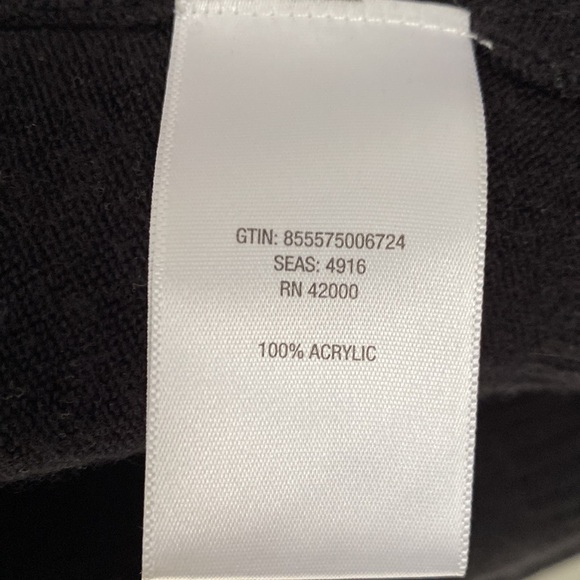 GTIN: 855575006724
SEAS: 4916
RN 42000
100% ACRYLIC